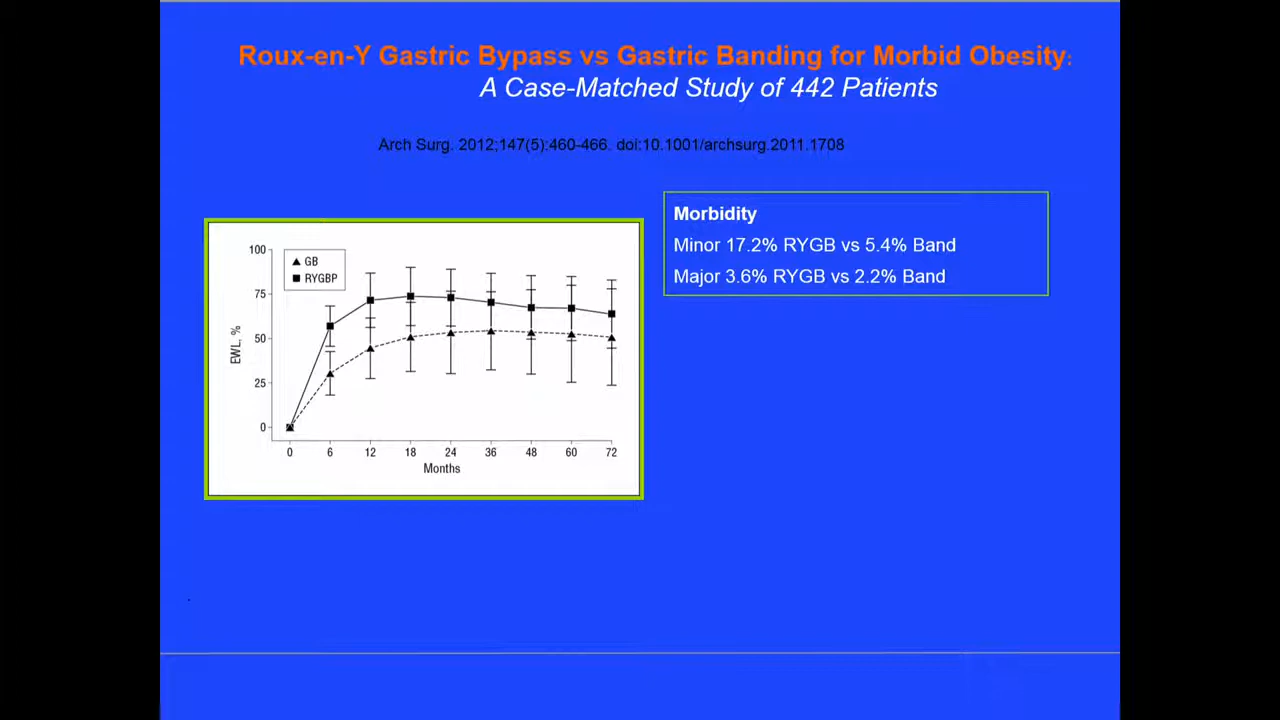 Roux-en-Y Gastric Bypass vs Gastric Banding for Morbid Obesity:
A Case-Matched Study of 442 Patients
Arch Surg. 2012;147(5):460-466. doi:10.1001/archsurg.2011.1708
Morbidity
Minor 17.2% RYGB vs 5.4% Band
Major 3.6% RYGB vs 2.2% Band
100
75
50
25
0
EWL, %
GB
RYGBP
0 6 12 18 24 36 48 60 72
Months